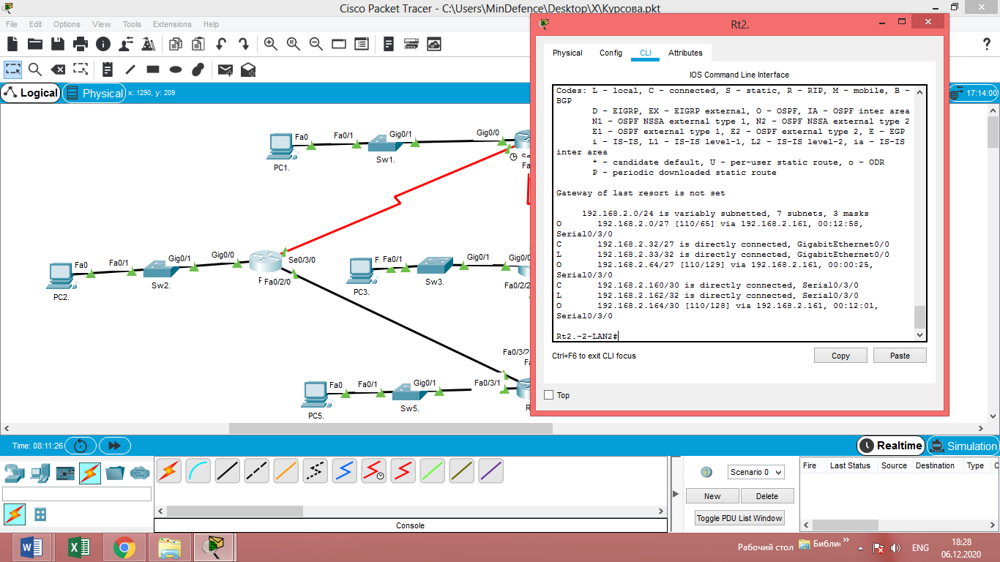 Cisco Packet Tracer - C:\Users\MinDefence\Desktop\X\Курсова.pkt
File Edit Options View Tools Extensions Help
Logical
Physical
x: 1290, y: 209
17:14:00
Rt2.
Physical Config CLI Attributes
IOS Command Line Interface
Codes: L - local, C - connected, S - static, R - RIP, M - mobile, B -
BGP
D - EIGRP, EX - EIGRP external, O - OSPF, IA - OSPF inter area
N1 - OSPF NSSA external type 1, N2 - OSPF NSSA external type 2
E1 - OSPF external type 1, E2 - OSPF external type 2, E - EGP
i - IS-IS, L1 - IS-IS level-1, L2 - IS-IS level-2, ia - IS-IS
inter area
* - candidate default, U - per-user static route, o - ODR
P - periodic downloaded static route
Gateway of last resort is not set
192.168.2.0/24 is variably subnetted, 7 subnets, 3 masks
O 192.168.2.0/27 [110/65] via 192.168.2.161, 00:12:58,
Serial0/3/0
C 192.168.2.32/27 is directly connected, GigabitEthernet0/0
L 192.168.2.33/32 is directly connected, GigabitEthernet0/0
O 192.168.2.64/27 [110/129] via 192.168.2.161, 00:00:25,
Serial0/3/0
C 192.168.2.160/30 is directly connected, Serial0/3/0
L 192.168.2.162/32 is directly connected, Serial0/3/0
O 192.168.2.164/30 [110/128] via 192.168.2.161, 00:12:01,
Serial0/3/0
Rt2.-2-LAN2#
Ctrl+F6 to exit CLI focus
Copy Paste
Top
Fa0 Fa0/1 Gig0/1 Gig0/0
PC1. Sw1.
Se
Fa
Fa0 Fa0/1 Gig0/1 Gig0/0 Se0/3/0
PC2. Sw2. Fa0/2/0
Fa0/1 Gig0/1 Gig0/0
PC3. Sw3. Fa0/2/2
Fa0/3/2
Fa
Fa0 Fa0/1 Gig0/1 Fa0/3/1
PC5. Sw5. R
Time: 08:11:26
Realtime
Simulation
Scenario 0
New Delete
Toggle PDU List Window
Fire Last Status Source Destination Type C
Console
Рабочий стол
Библи
»
ENG
18:28
06.12.2020